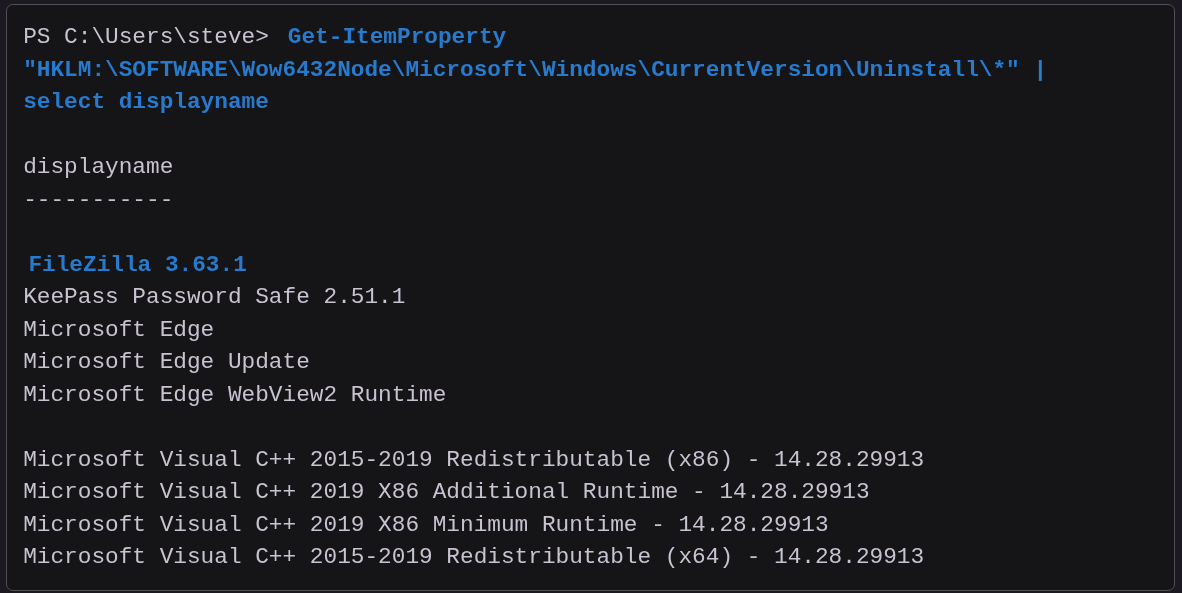 PS C:\Users\steve> Get-ItemProperty
"HKLM:\SOFTWARE\Wow6432Node\Microsoft\Windows\CurrentVersion\Uninstall\*" |
select displayname
displayname
-----------
FileZilla 3.63.1
KeePass Password Safe 2.51.1
Microsoft Edge
Microsoft Edge Update
Microsoft Edge WebView2 Runtime
Microsoft Visual C++ 2015-2019 Redistributable (x86) - 14.28.29913
Microsoft Visual C++ 2019 X86 Additional Runtime - 14.28.29913
Microsoft Visual C++ 2019 X86 Minimum Runtime - 14.28.29913
Microsoft Visual C++ 2015-2019 Redistributable (x64) - 14.28.29913